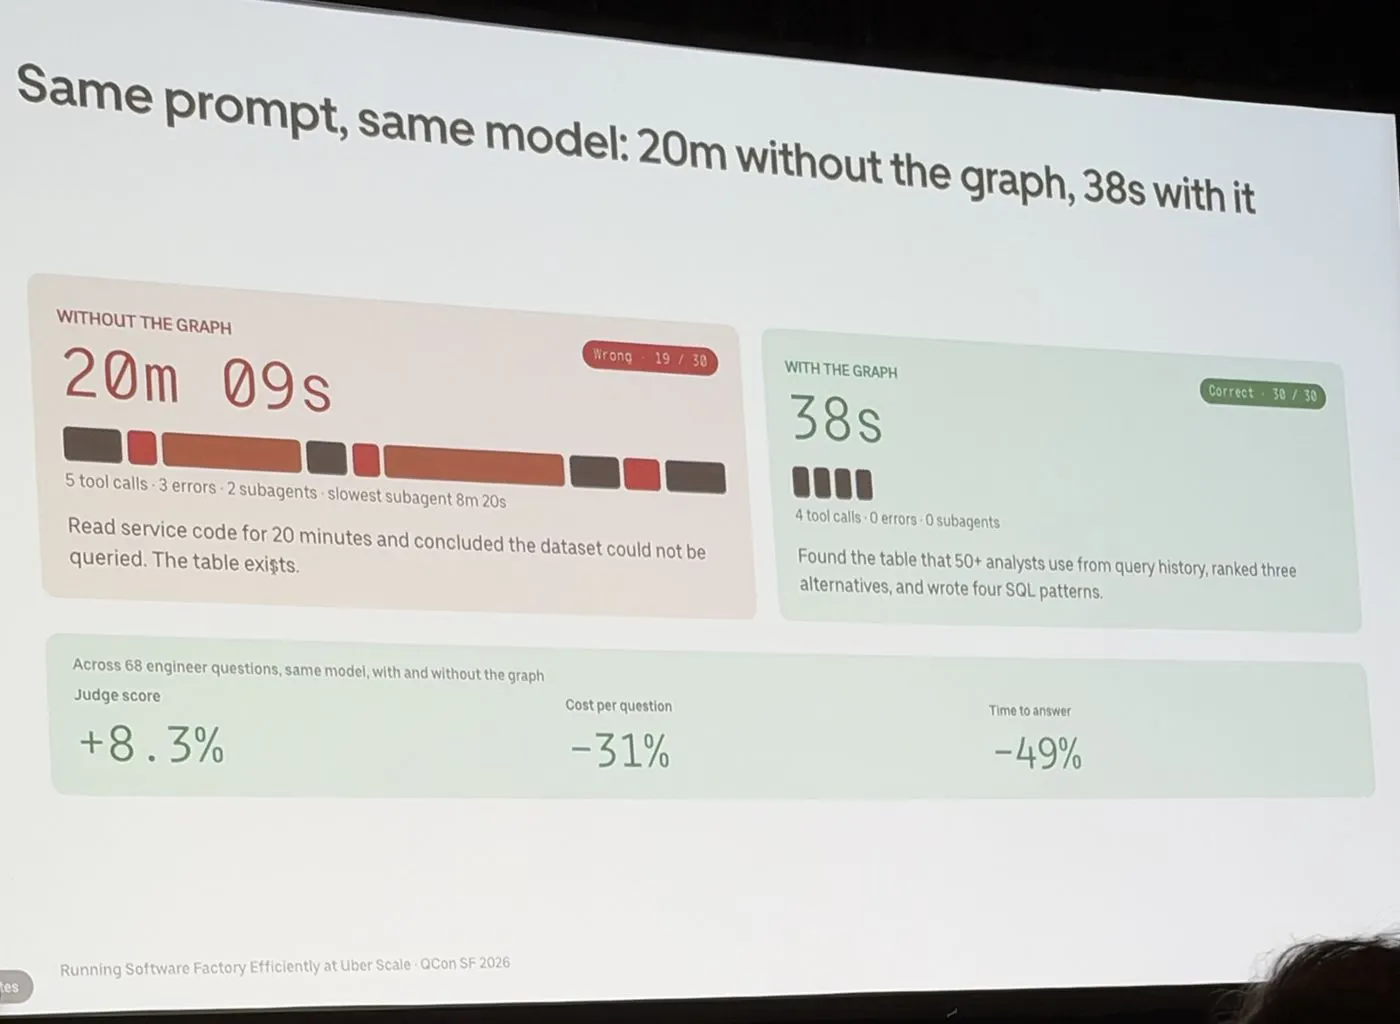 Same prompt, same model: 20m without the graph, 38s with it
WITHOUT THE GRAPH
Wrong · 19 / 30
20m 09s
5 tool calls · 3 errors · 2 subagents · slowest subagent 8m 20s
Read service code for 20 minutes and concluded the dataset could not be
queried. The table exists.
WITH THE GRAPH
Correct · 30 / 30
38s
4 tool calls · 0 errors · 0 subagents
Found the table that 50+ analysts use from query history, ranked three
alternatives, and wrote four SQL patterns.
Across 68 engineer questions, same model, with and without the graph
Judge score
+8.3%
Cost per question
-31%
Time to answer
-49%
Running Software Factory Efficiently at Uber Scale · QCon SF 2026